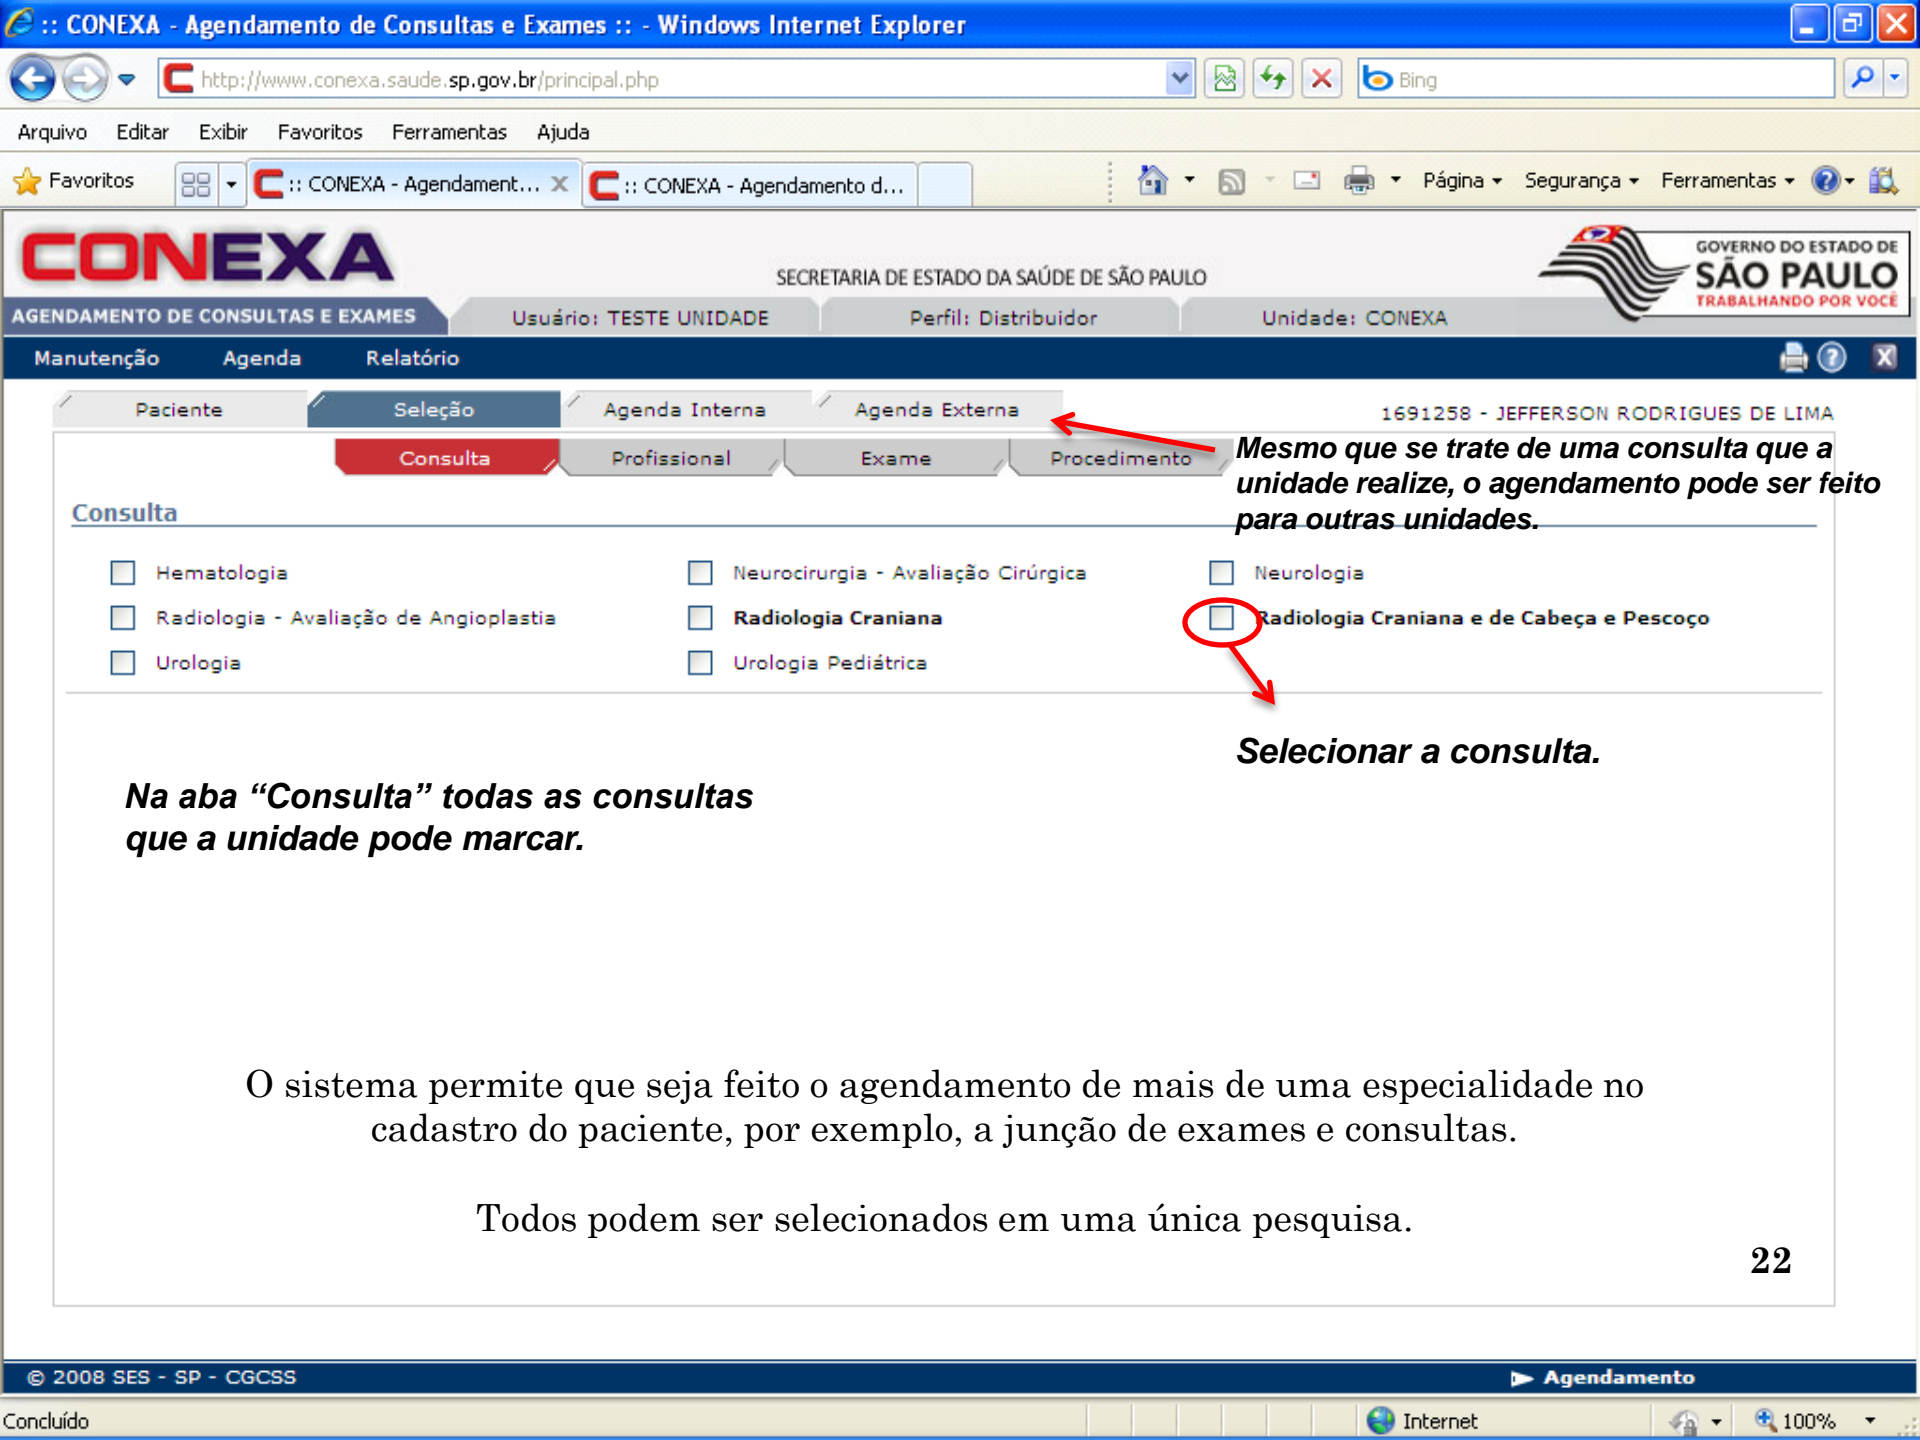 :: CONEXA - Agendamento de Consultas e Exames :: - Windows Internet Explorer
http://www.conexa.saude.sp.gov.br/principal.php
Bing
Arquivo Editar Exibir Favoritos Ferramentas Ajuda
Favoritos
:: CONEXA - Agendament...
:: CONEXA - Agendamento d...
Página Segurança Ferramentas
CONEXA
SECRETARIA DE ESTADO DA SAÚDE DE SÃO PAULO
GOVERNO DO ESTADO DE
SÃO PAULO
TRABALHANDO POR VOCÊ
AGENDAMENTO DE CONSULTAS E EXAMES
Usuário: TESTE UNIDADE
Perfil: Distribuidor
Unidade: CONEXA
Manutenção Agenda Relatório
Paciente Seleção Agenda Interna Agenda Externa
1691258 - JEFFERSON RODRIGUES DE LIMA
Consulta Profissional Exame Procedimento
Mesmo que se trate de uma consulta que a
unidade realize, o agendamento pode ser feito
para outras unidades.
Consulta
Hematologia
Neurocirurgia - Avaliação Cirúrgica
Neurologia
Radiologia - Avaliação de Angioplastia
Radiologia Craniana
Radiologia Craniana e de Cabeça e Pescoço
Urologia
Urologia Pediátrica
Selecionar a consulta.
Na aba “Consulta” todas as consultas
que a unidade pode marcar.
O sistema permite que seja feito o agendamento de mais de uma especialidade no
cadastro do paciente, por exemplo, a junção de exames e consultas.
Todos podem ser selecionados em uma única pesquisa.
22
© 2008 SES - SP - CGCSS
Agendamento
Concluído
Internet
100%